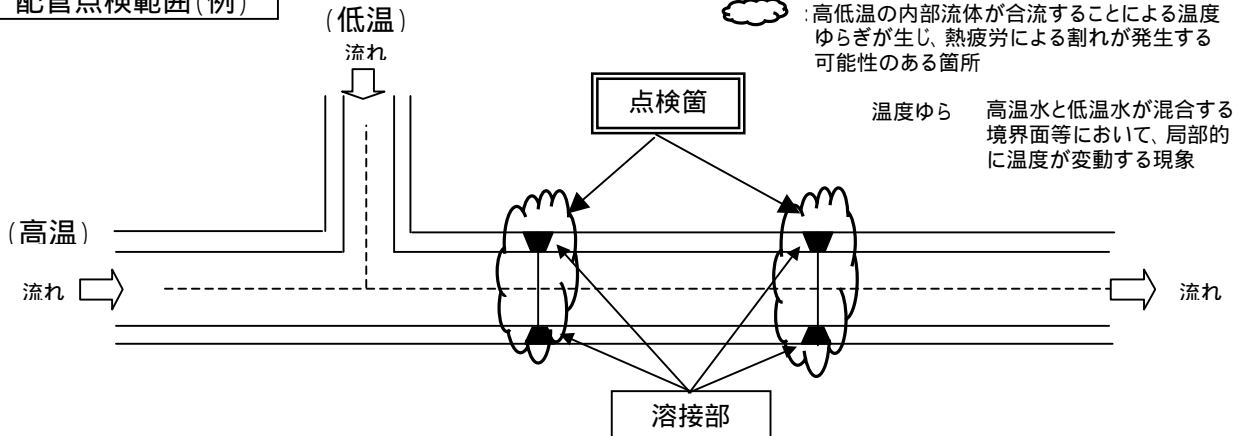 配管点検範囲(例)
(低温)
流れ
:高低温の内部流体が合流することによる温度
ゆらぎが生じ、熱疲労による割れが発生する
可能性のある箇所
点検箇
温度ゆら 高温水と低温水が混合する
境界面等において、局部的
に温度が変動する現象
(高温)
流れ
流れ
溶接部